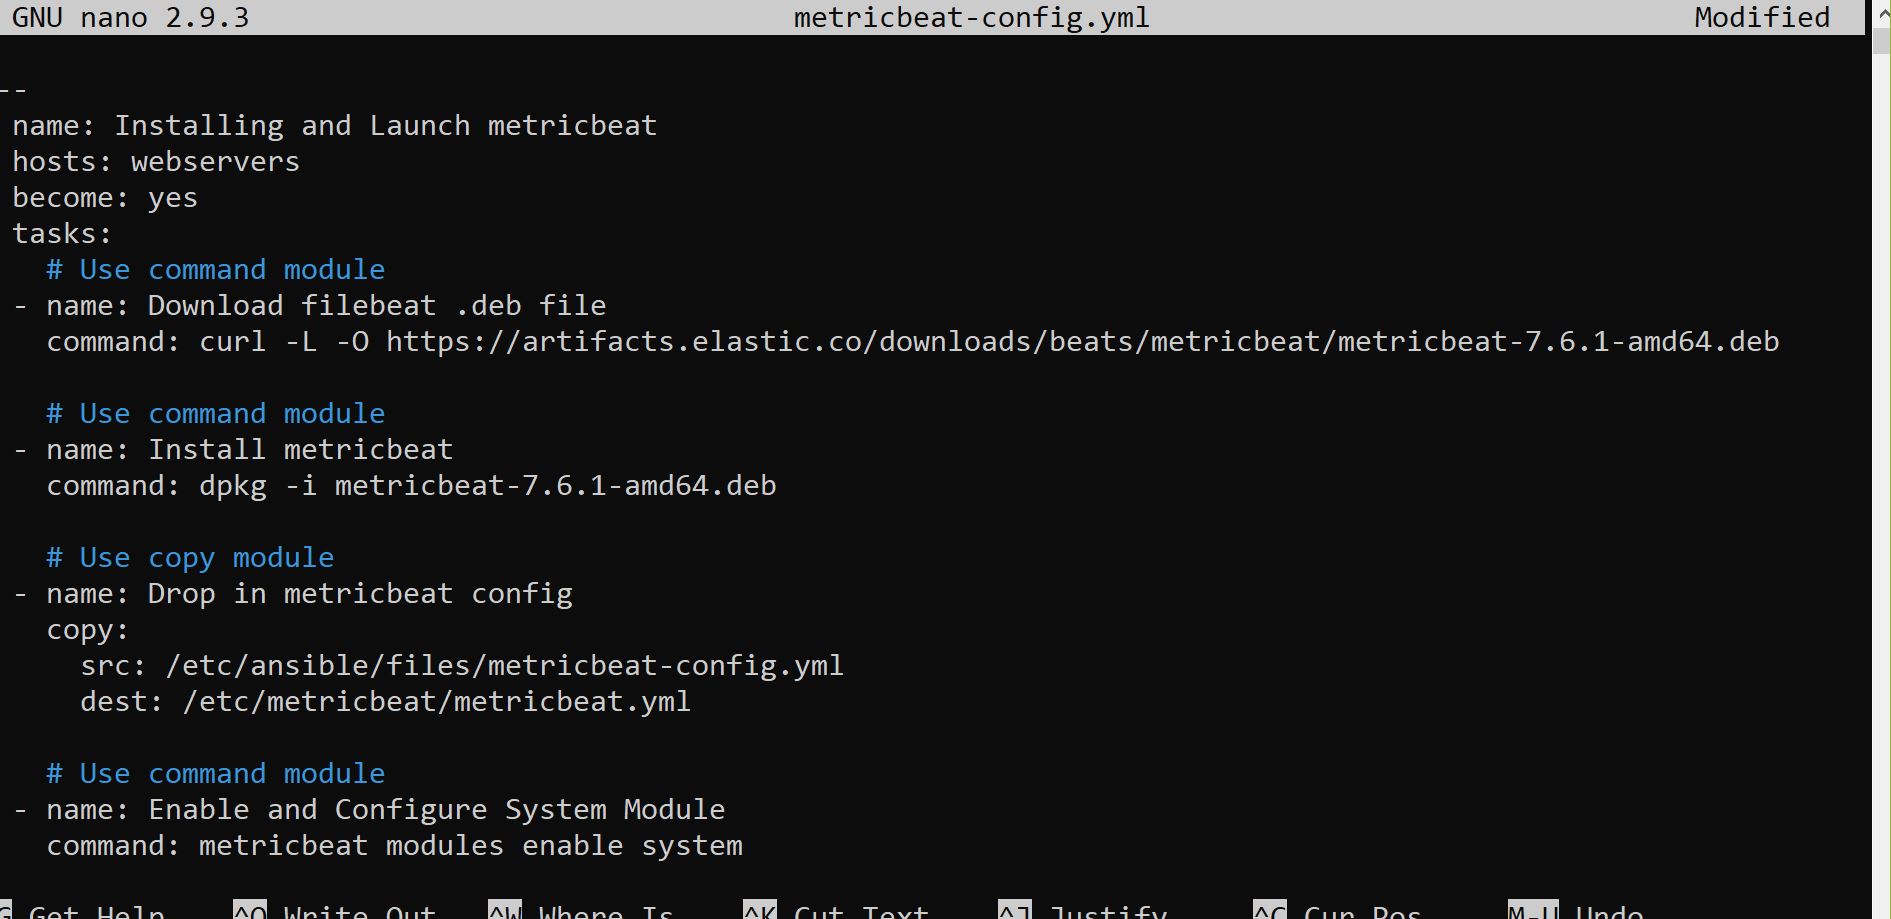 GNU nano 2.9.3 metricbeat-config.yml Modified
--
name: Installing and Launch metricbeat
hosts: webservers
become: yes
tasks:
# Use command module
- name: Download filebeat .deb file
command: curl -L -O https://artifacts.elastic.co/downloads/beats/metricbeat/metricbeat-7.6.1-amd64.deb
# Use command module
- name: Install metricbeat
command: dpkg -i metricbeat-7.6.1-amd64.deb
# Use copy module
- name: Drop in metricbeat config
copy:
src: /etc/ansible/files/metricbeat-config.yml
dest: /etc/metricbeat/metricbeat.yml
# Use command module
- name: Enable and Configure System Module
command: metricbeat modules enable system
G Get Help ^O Write Out ^W Where Is ^K Cut Text ^J Justify ^C Cur Pos M-U Undo